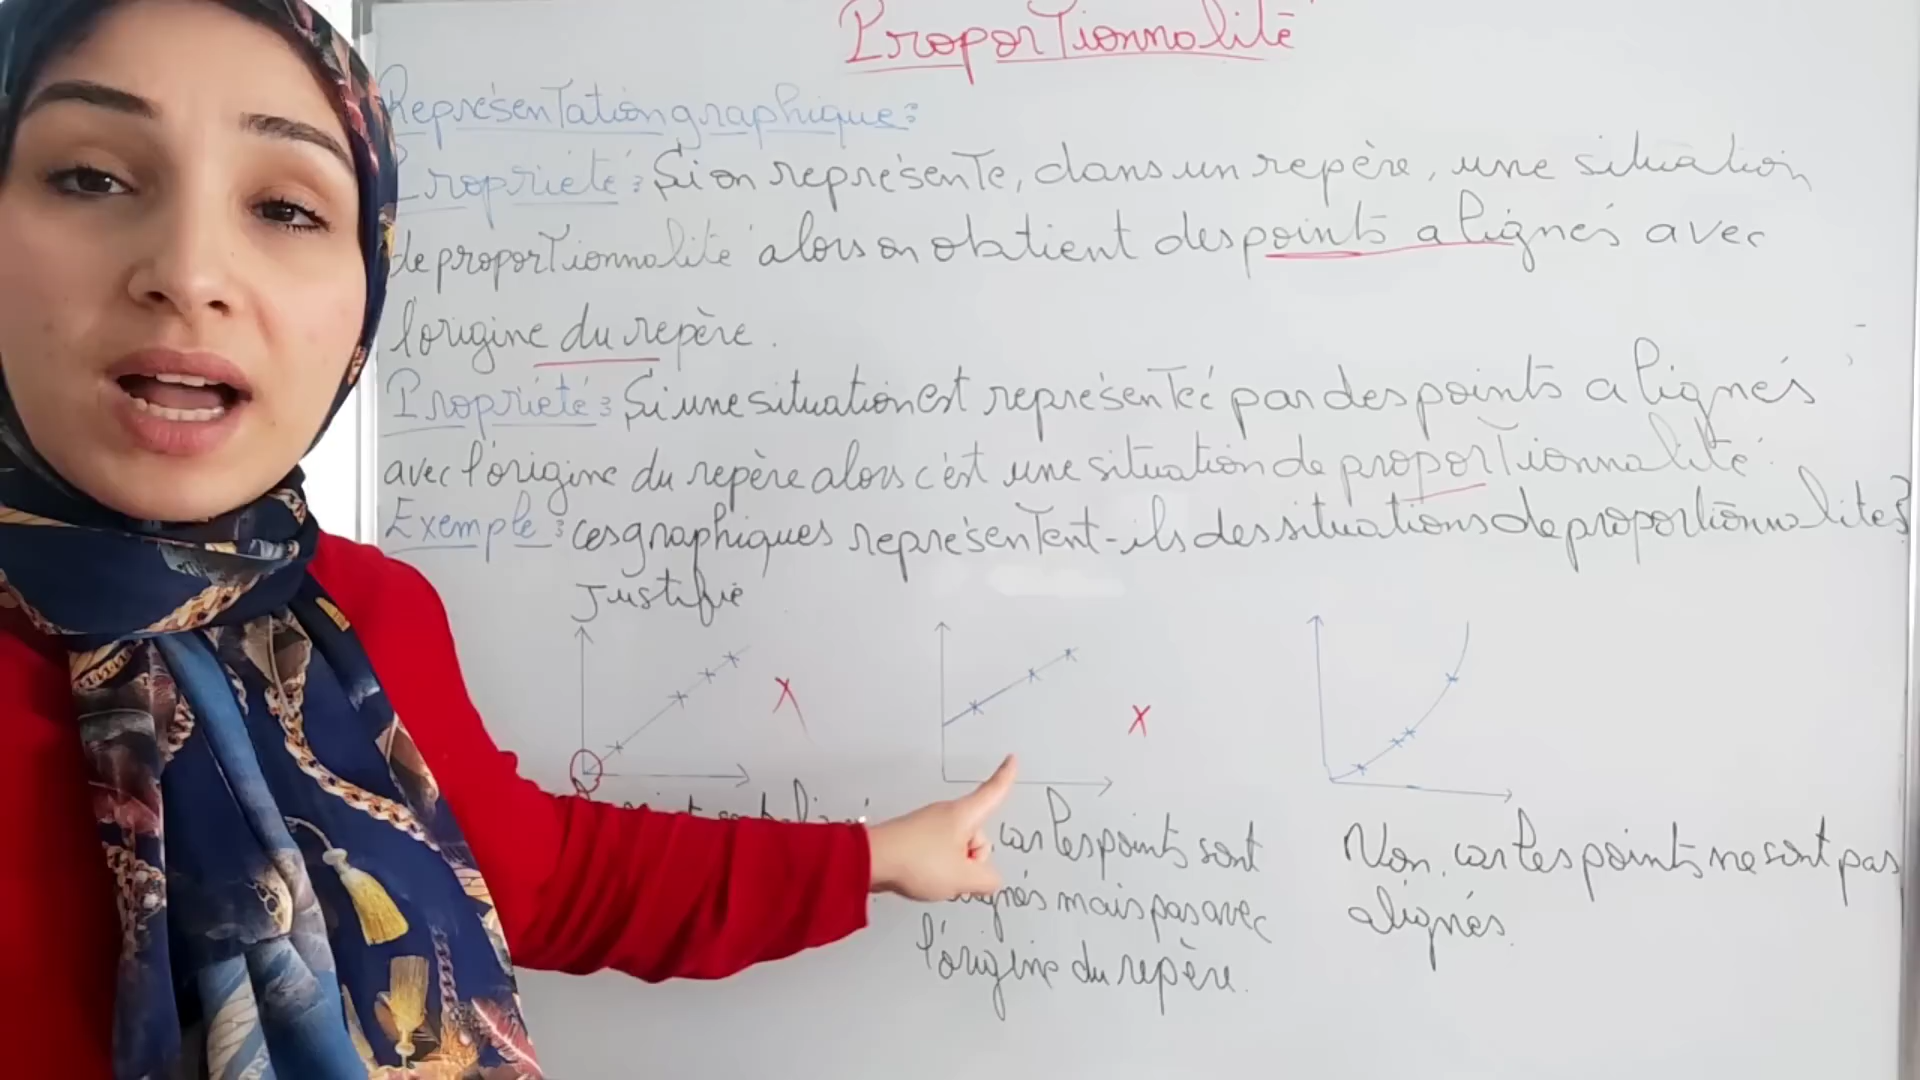 Proportionnalité
Représentation graphique :
Propriété : Si on représente, dans un repère, une situation
de proportionnalité alors on obtient des points alignés avec
l'origine du repère.
Propriété : Si une situation est représentée par des points alignés
avec l'origine du repère alors c'est une situation de proportionnalité.
Exemple : ces graphiques représentent-ils des situations de proportionnalités?
Justifie
X
X
car les points sont
alignés mais pas avec
l'origine du repère.
Non, car les points ne sont pas
alignés.